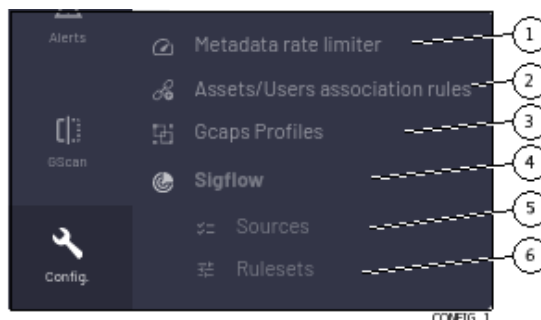 Alerts
Metadata rate limiter
1
Assets/Users association rules
2
Gcaps Profiles
3
GScan
Sigflow
4
Sources
5
Config.
Rulesets
6
CONFIG_1